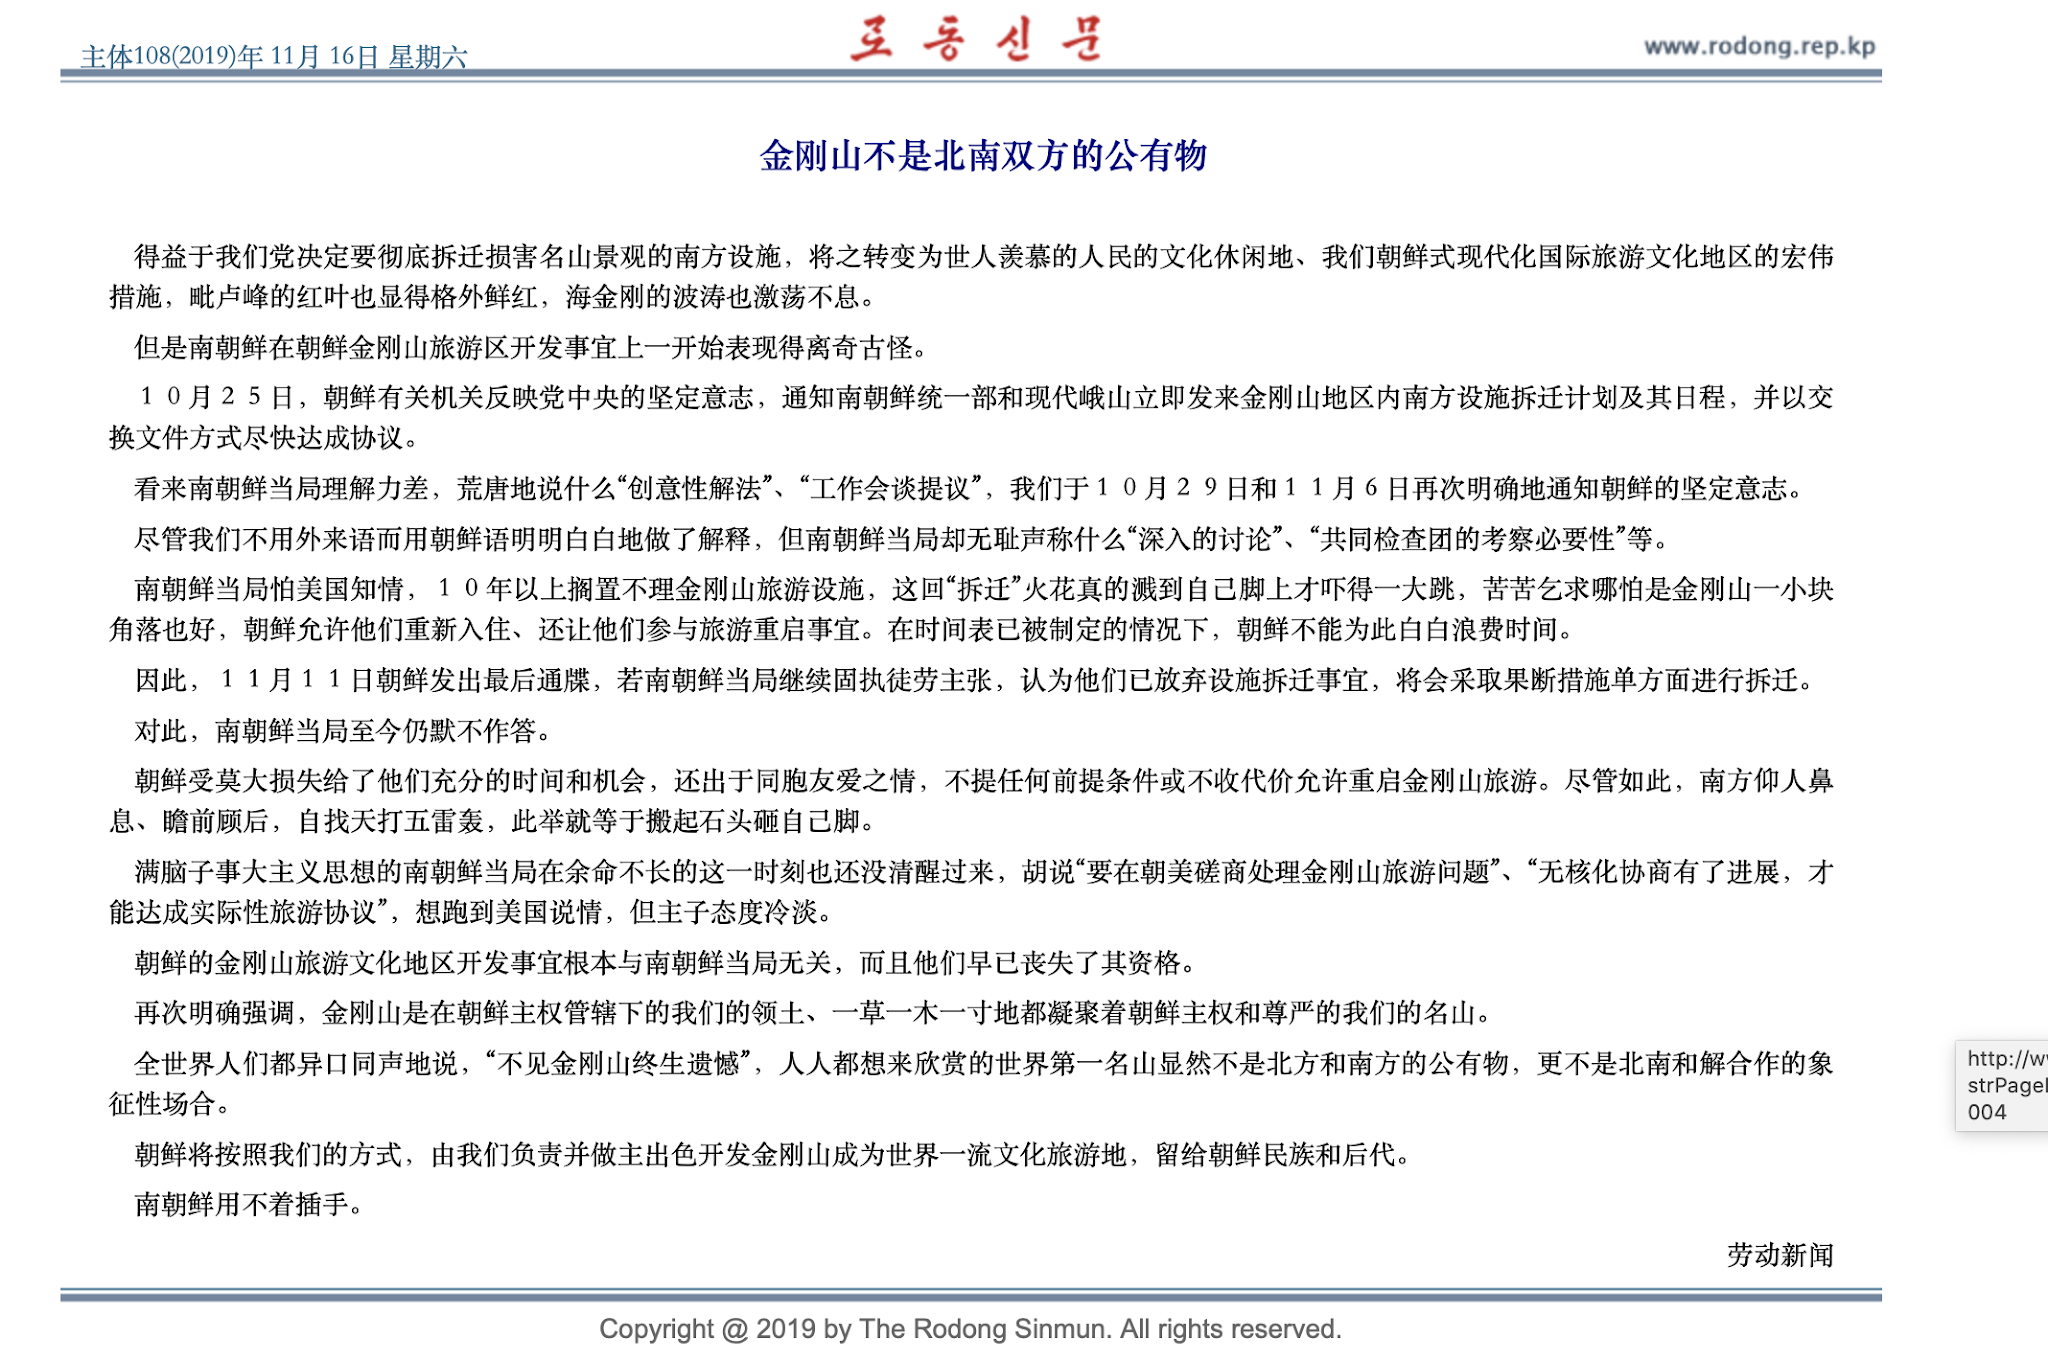 主体108(2019)年 11月 16日 星期六
로동신문
www.rodong.rep.kp
金刚山不是北南双方的公有物
得益于我们党决定要彻底拆迁损害名山景观的南方设施，将之转变为世人羡慕的人民的文化休闲地、我们朝鲜式现代化国际旅游文化地区的宏伟
措施，毗卢峰的红叶也显得格外鲜红，海金刚的波涛也激荡不息。
但是南朝鲜在朝鲜金刚山旅游区开发事宜上一开始表现得离奇古怪。
１０月２５日，朝鲜有关机关反映党中央的坚定意志，通知南朝鲜统一部和现代峨山立即发来金刚山地区内南方设施拆迁计划及其日程，并以交
换文件方式尽快达成协议。
看来南朝鲜当局理解力差，荒唐地说什么“创意性解法”、“工作会谈提议”，我们于１０月２９日和１１月６日再次明确地通知朝鲜的坚定意志。
尽管我们不用外来语而用朝鲜语明明白白地做了解释，但南朝鲜当局却无耻声称什么“深入的讨论”、“共同检查团的考察必要性”等。
南朝鲜当局怕美国知情，１０年以上搁置不理金刚山旅游设施，这回“拆迁”火花真的溅到自己脚上才吓得一大跳，苦苦乞求哪怕是金刚山一小块
角落也好，朝鲜允许他们重新入住、还让他们参与旅游重启事宜。在时间表已被制定的情况下，朝鲜不能为此白白浪费时间。
因此，１１月１１日朝鲜发出最后通牒，若南朝鲜当局继续固执徒劳主张，认为他们已放弃设施拆迁事宜，将会采取果断措施单方面进行拆迁。
对此，南朝鲜当局至今仍默不作答。
朝鲜受莫大损失给了他们充分的时间和机会，还出于同胞友爱之情，不提任何前提条件或不收代价允许重启金刚山旅游。尽管如此，南方仰人鼻
息、瞻前顾后，自找天打五雷轰，此举就等于搬起石头砸自己脚。
满脑子事大主义思想的南朝鲜当局在余命不长的这一时刻也还没清醒过来，胡说“要在朝美磋商处理金刚山旅游问题”、“无核化协商有了进展，才
能达成实际性旅游协议”，想跑到美国说情，但主子态度冷淡。
朝鲜的金刚山旅游文化地区开发事宜根本与南朝鲜当局无关，而且他们早已丧失了其资格。
再次明确强调，金刚山是在朝鲜主权管辖下的我们的领土、一草一木一寸地都凝聚着朝鲜主权和尊严的我们的名山。
全世界人们都异口同声地说，“不见金刚山终生遗憾”，人人都想来欣赏的世界第一名山显然不是北方和南方的公有物，更不是北南和解合作的象
征性场合。
朝鲜将按照我们的方式，由我们负责并做主出色开发金刚山成为世界一流文化旅游地，留给朝鲜民族和后代。
南朝鲜用不着插手。
劳动新闻
Copyright @ 2019 by The Rodong Sinmun. All rights reserved.
http://w
strPage
004